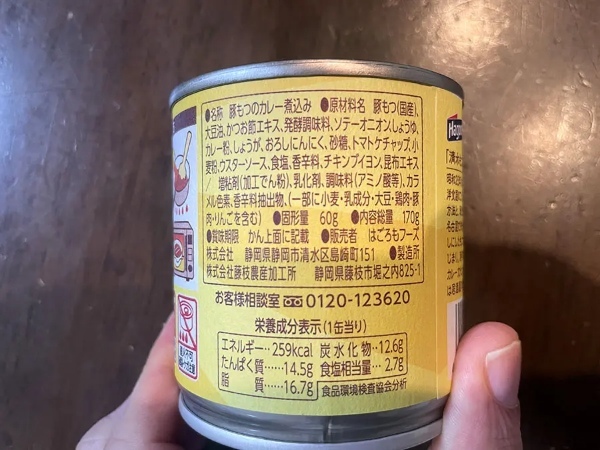 ●名称 豚もつのカレー煮込み ●原材料名 豚もつ(国産)、
大豆油、かつお節エキス、発酵調味料、ソテーオニオン、しょうゆ、
カレー粉、しょうが、おろしにんにく、砂糖、トマトケチャップ、小
麦粉、ウスターソース、食塩、香辛料、チキンブイヨン、昆布エキス
/ 増粘剤(加工でん粉)、乳化剤、調味料(アミノ酸等)、カラ
メル色素、香辛料抽出物、(一部に小麦・乳成分・大豆・鶏肉・豚
肉・りんごを含む) ●固形量 60g ●内容総量 170g
●賞味期限 かん上面に記載 ●販売者 はごろもフーズ
株式会社 静岡県静岡市清水区島崎町151 ●製造所
株式会社藤枝農産加工所 静岡県藤枝市堀之内825-1
お客様相談室 0120-123620
栄養成分表示(1缶当り)
エネルギー…259kcal 炭水化物…12.6g
たんぱく質……14.5g 食塩相当量…2.7g
脂質……16.7g 食品環境検査協会分析
Hago